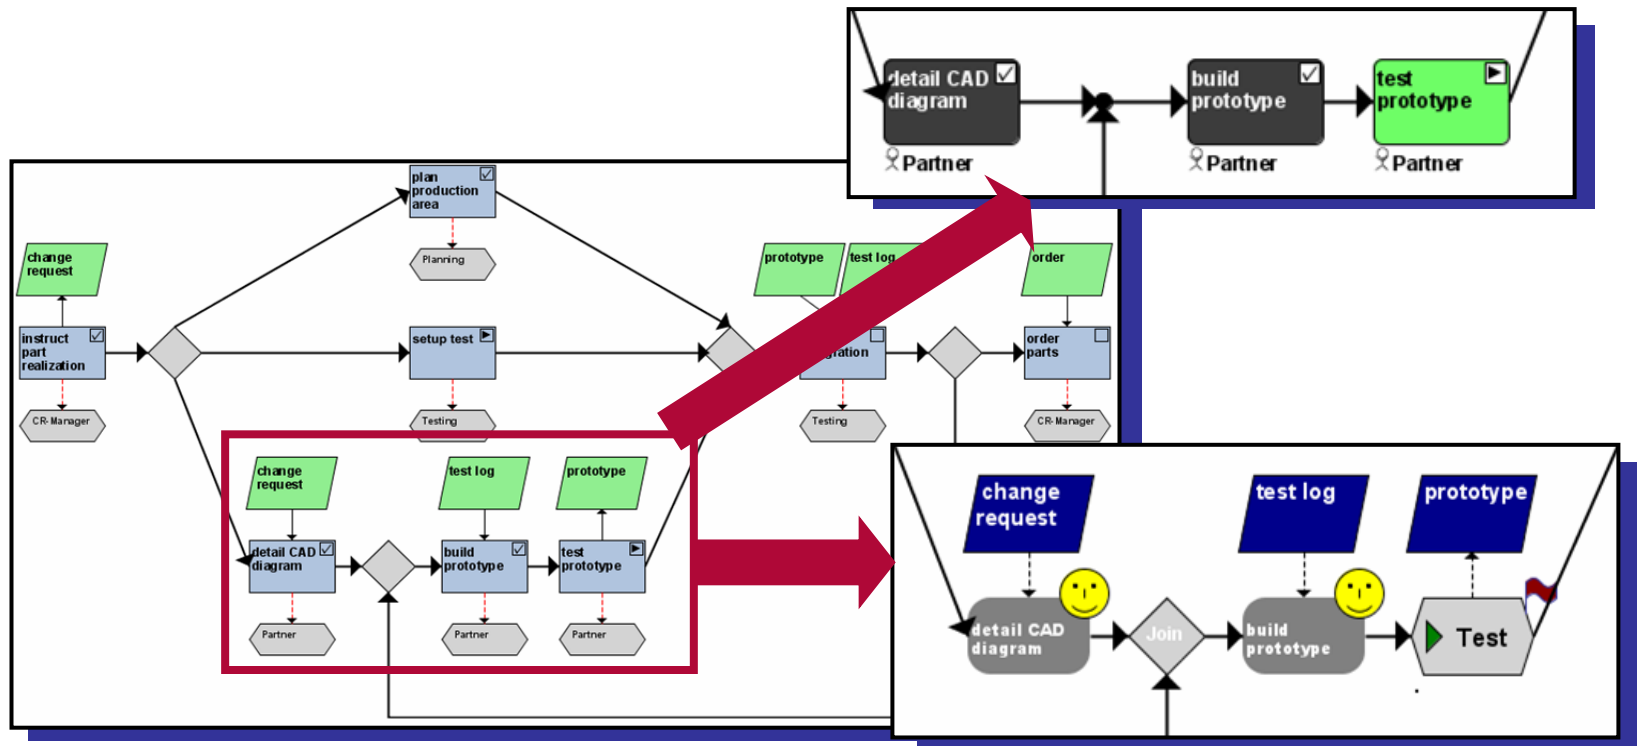 detail CAD
diagram
build
prototype
test
prototype
Partner
Partner
Partner
plan
production
area
Planning
change
request
prototype
test log
order
instruct
part
realization
setup test
order
parts
CR-Manager
Testing
Testing
CR-Manager
change
request
test log
prototype
detail CAD
diagram
build
prototype
test
prototype
Partner
Partner
Partner
change
request
test log
prototype
detail CAD
diagram
Join
build
prototype
Test